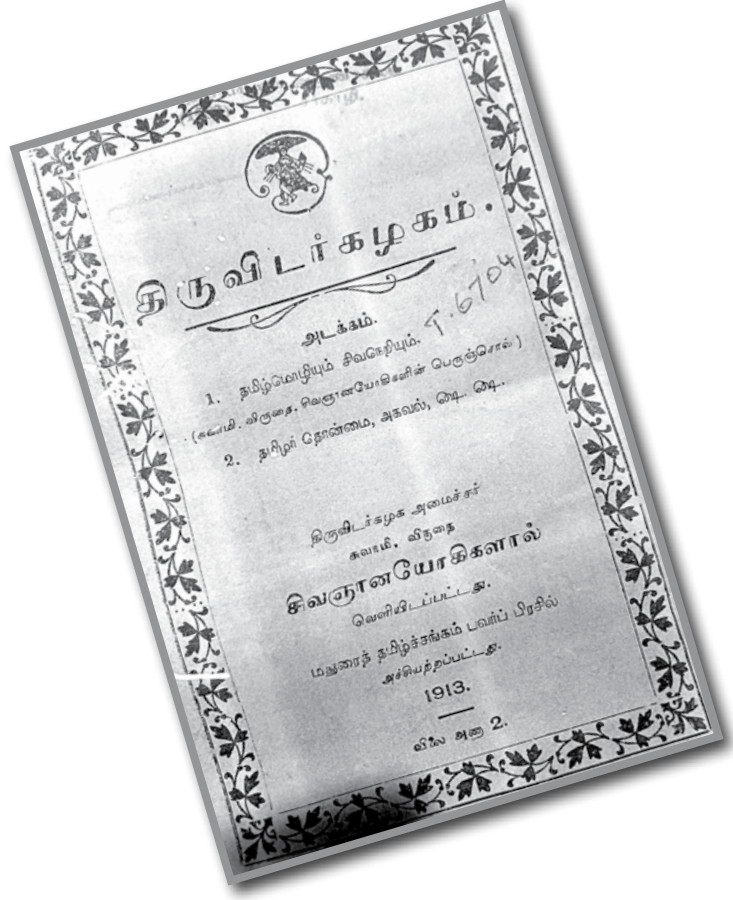 திருவிடர்கழகம்.
அடக்கம்.
T. 6704
1. தமிழ்மொழியும் சிவநெறியும்.
(சுவாமி. விருதை, சிவஞானயோகிகளின் பெருஞ்சொல்)
2. தமிழர் தொன்மை, அகவல், ௸. ௸.
திருவிடர்கழக அமைச்சர்
சுவாமி. விருதை
சிவஞானயோகிகளால்
வெளியிடப்பட்டது.
மதுரைத் தமிழ்ச்சங்கம் பவர்ப் பிரசில்
அச்சியற்றப்பட்டது.
1913.
விலை அணா 2.